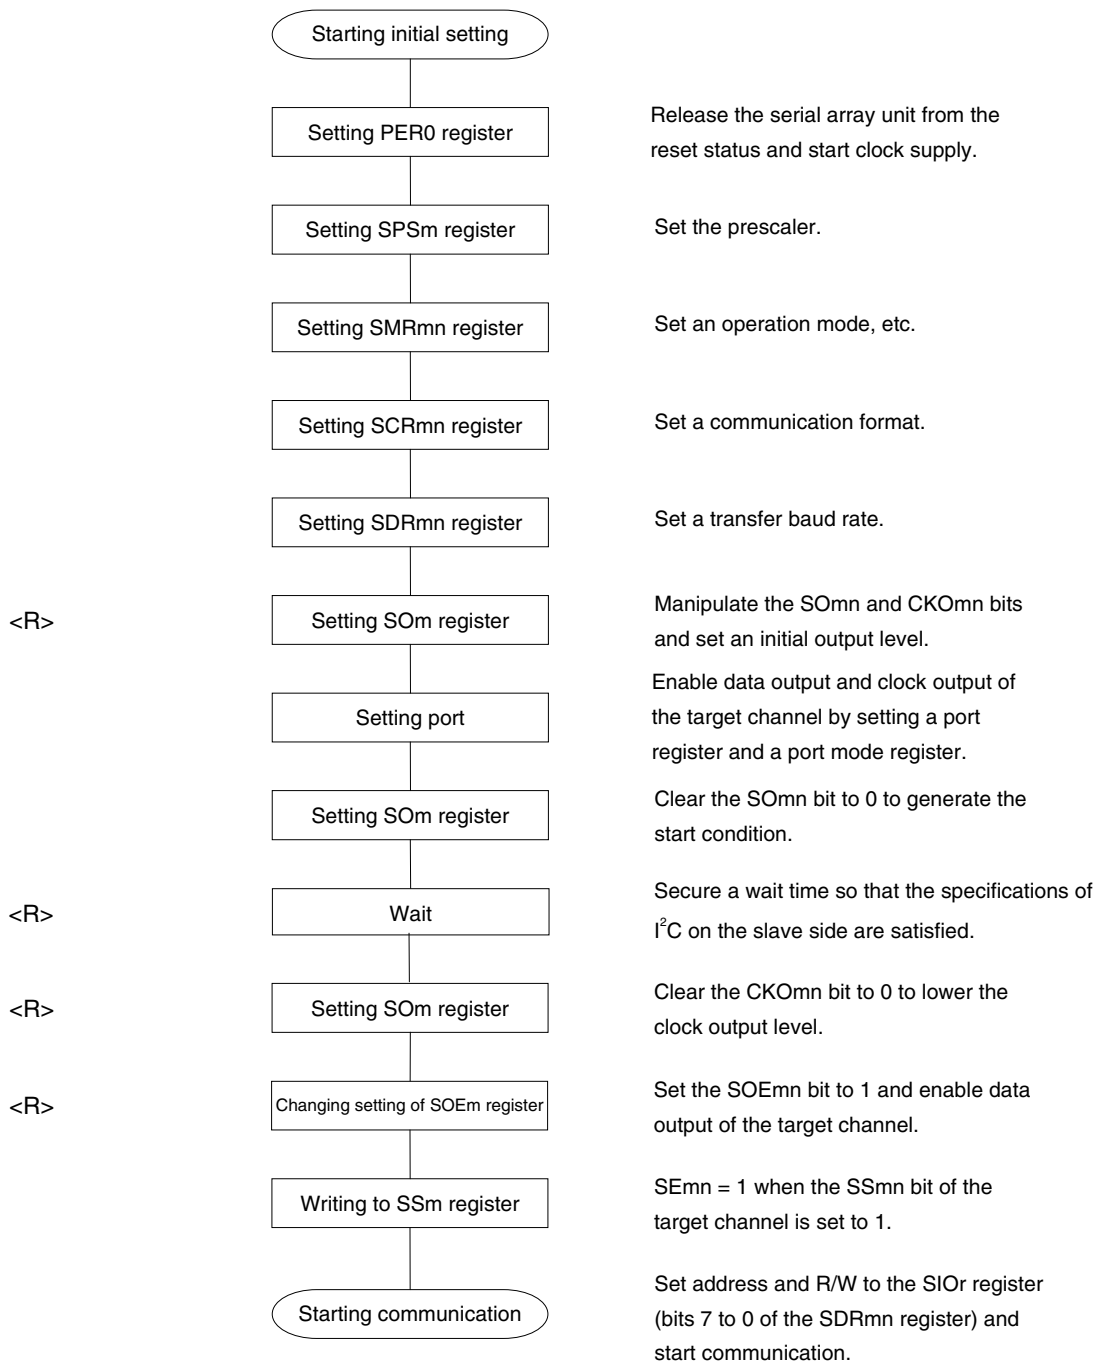 Starting initial setting
Setting PER0 register
Release the serial array unit from the
reset status and start clock supply.
Setting SPSm register
Set the prescaler.
Setting SMRmn register
Set an operation mode, etc.
Setting SCRmn register
Set a communication format.
Setting SDRmn register
Set a transfer baud rate.
<R>
Setting SOm register
Manipulate the SOmn and CKOmn bits
and set an initial output level.
Setting port
Enable data output and clock output of
the target channel by setting a port
register and a port mode register.
Setting SOm register
Clear the SOmn bit to 0 to generate the
start condition.
<R>
Wait
Secure a wait time so that the specifications of
I²C on the slave side are satisfied.
<R>
Setting SOm register
Clear the CKOmn bit to 0 to lower the
clock output level.
<R>
Changing setting of SOEm register
Set the SOEmn bit to 1 and enable data
output of the target channel.
Writing to SSm register
SEmn = 1 when the SSmn bit of the
target channel is set to 1.
Starting communication
Set address and R/W to the SIOr register
(bits 7 to 0 of the SDRmn register) and
start communication.